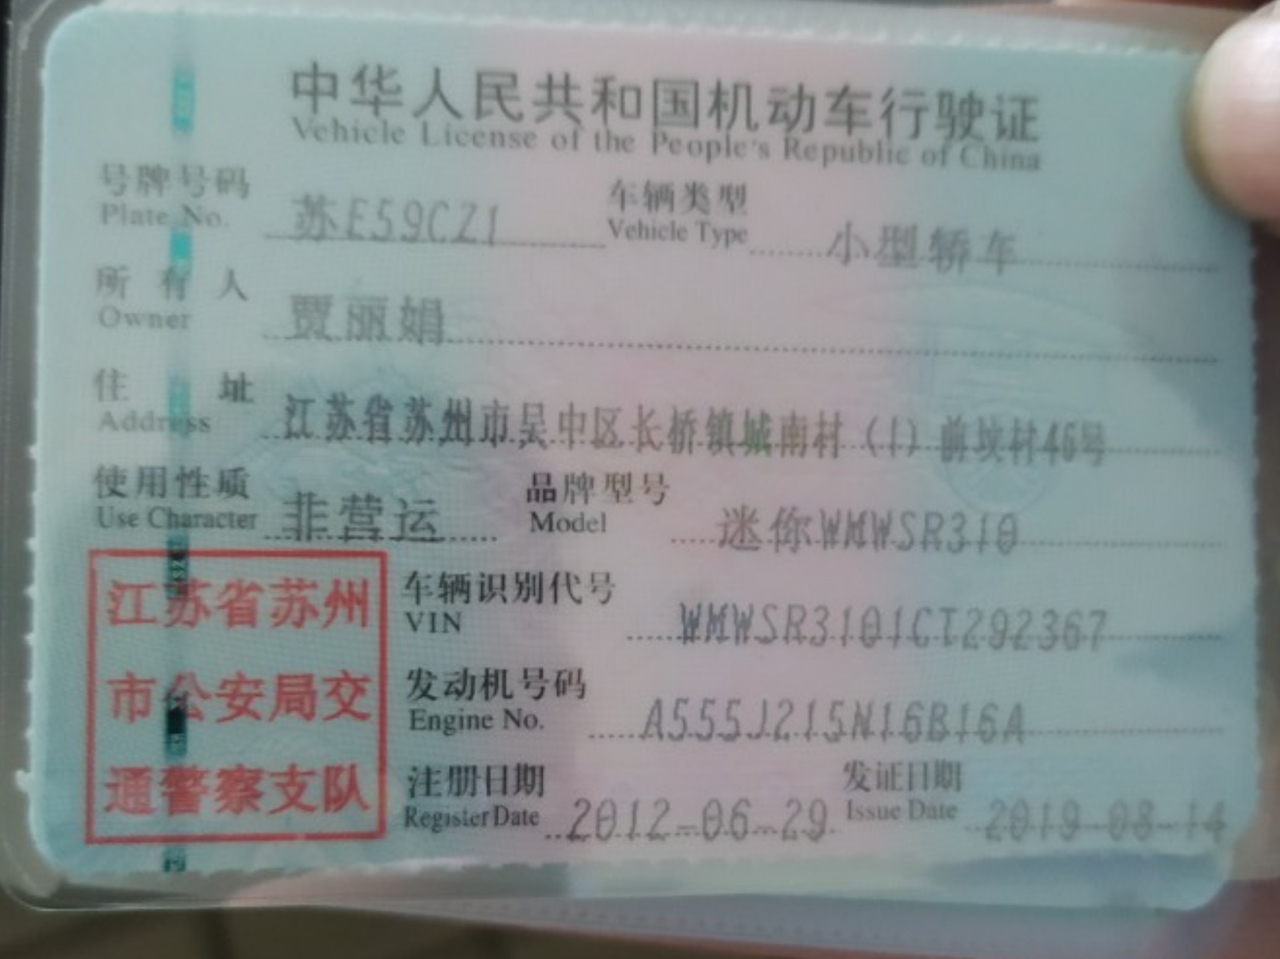 中华人民共和国机动车行驶证
Vehicle License of the People's Republic of China
号牌号码 苏E59CZ1 车辆类型 小型轿车
Plate No. Vehicle Type
所有人 贾丽娟
Owner
住址 江苏省苏州市吴中区长桥镇城南村（1）前坟村46号
Address
使用性质 非营运 品牌型号 迷你WMWSR310
Use Character Model
江苏省苏州
市公安局交
通警察支队
车辆识别代号 WMWSR3101CT292367
VIN
发动机号码 A555J215N16B16A
Engine No.
注册日期 2012-06-29 发证日期 2019-08-14
Register Date Issue Date